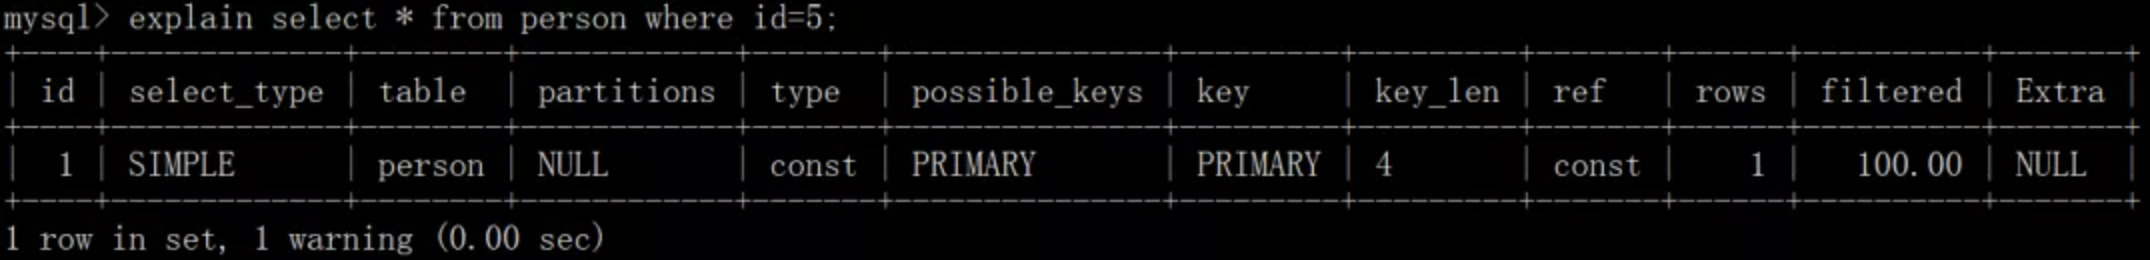 mysql> explain select * from person where id=5;
+----+-------------+--------+------------+-------+---------------+---------+---------+-------+------+----------+-------+
| id | select_type | table | partitions | type | possible_keys | key | key_len | ref | rows | filtered | Extra |
+----+-------------+--------+------------+-------+---------------+---------+---------+-------+------+----------+-------+
| 1 | SIMPLE | person | NULL | const | PRIMARY | PRIMARY | 4 | const | 1 | 100.00 | NULL |
+----+-------------+--------+------------+-------+---------------+---------+---------+-------+------+----------+-------+
1 row in set, 1 warning (0.00 sec)